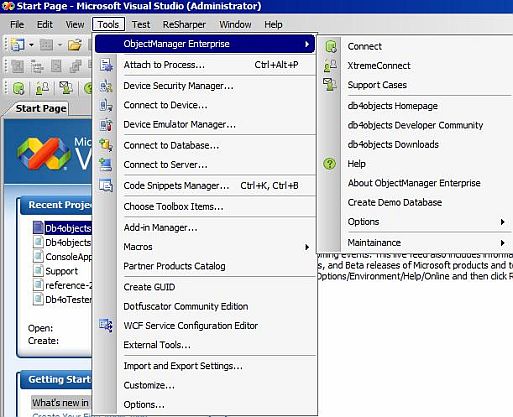 Start Page - Microsoft Visual Studio (Administrator)
File Edit View Tools Test ReSharper Window Help
Start Page
Recent Proje
Db4objects
Db4objects
ConsoleApp
Support
reference-2
Db4oTester
Open:
Create:
Getting Starte
What's new in
ObjectManager Enterprise
Attach to Process... Ctrl+Alt+P
Device Security Manager...
Connect to Device...
Device Emulator Manager...
Connect to Database...
Connect to Server...
Code Snippets Manager... Ctrl+K, Ctrl+B
Choose Toolbox Items...
Add-in Manager...
Macros
Partner Products Catalog
Create GUID
Dotfuscator Community Edition
WCF Service Configuration Editor
External Tools...
Import and Export Settings...
Customize...
Options...
Connect
XtremeConnect
Support Cases
db4objects Homepage
db4objects Developer Community
db4objects Downloads
Help
About ObjectManager Enterprise
Create Demo Database
Options
Maintainance
oming events. This live feed also includes informa
s, and Beta releases of Microsoft products and te
Options/Environment/Help/Online and then click R